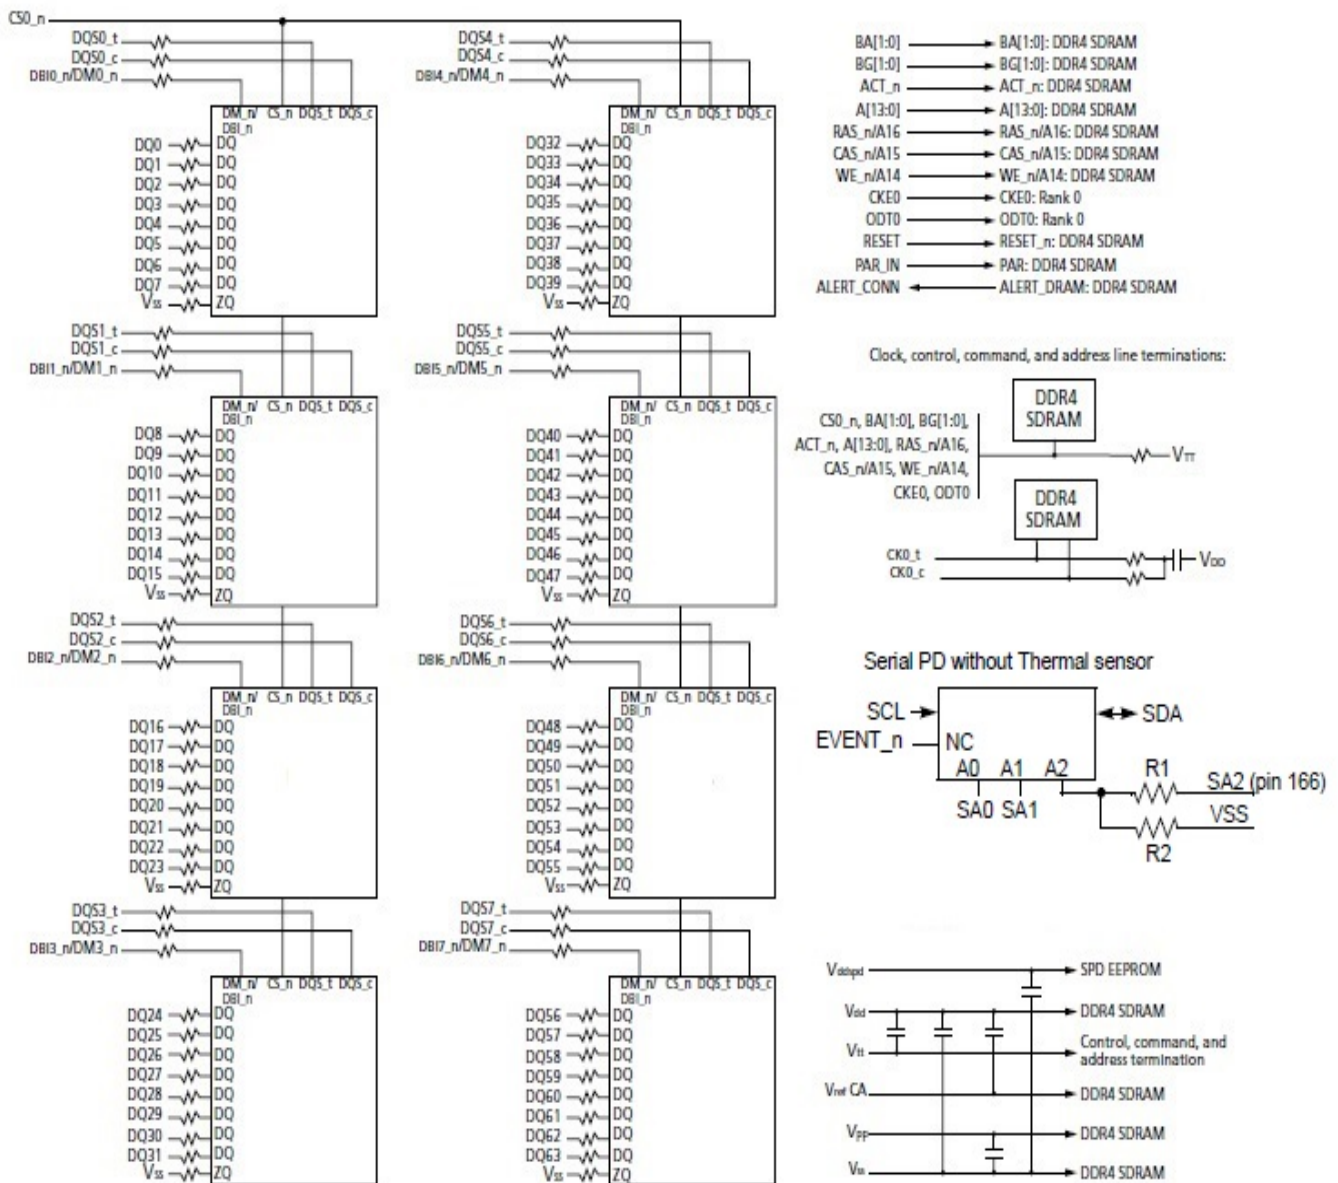 CS0_n
DQS0_t
DQS0_c
DBI0_n/DM0_n
DM_n/ CS_n DQS_t DQS_c
DBI_n
DQ0 DQ
DQ1 DQ
DQ2 DQ
DQ3 DQ
DQ4 DQ
DQ5 DQ
DQ6 DQ
DQ7 DQ
Vss ZQ
DQS1_t
DQS1_c
DBI1_n/DM1_n
DM_n/ CS_n DQS_t DQS_c
DBI_n
DQ8 DQ
DQ9 DQ
DQ10 DQ
DQ11 DQ
DQ12 DQ
DQ13 DQ
DQ14 DQ
DQ15 DQ
Vss ZQ
DQS2_t
DQS2_c
DBI2_n/DM2_n
DM_n/ CS_n DQS_t DQS_c
DBI_n
DQ16 DQ
DQ17 DQ
DQ18 DQ
DQ19 DQ
DQ20 DQ
DQ21 DQ
DQ22 DQ
DQ23 DQ
Vss ZQ
DQS3_t
DQS3_c
DBI3_n/DM3_n
DM_n/ CS_n DQS_t DQS_c
DBI_n
DQ24 DQ
DQ25 DQ
DQ26 DQ
DQ27 DQ
DQ28 DQ
DQ29 DQ
DQ30 DQ
DQ31 DQ
Vss ZQ
DQS4_t
DQS4_c
DBI4_n/DM4_n
DM_n/ CS_n DQS_t DQS_c
DBI_n
DQ32 DQ
DQ33 DQ
DQ34 DQ
DQ35 DQ
DQ36 DQ
DQ37 DQ
DQ38 DQ
DQ39 DQ
Vss ZQ
DQS5_t
DQS5_c
DBI5_n/DM5_n
DM_n/ CS_n DQS_t DQS_c
DBI_n
DQ40 DQ
DQ41 DQ
DQ42 DQ
DQ43 DQ
DQ44 DQ
DQ45 DQ
DQ46 DQ
DQ47 DQ
Vss ZQ
DQS6_t
DQS6_c
DBI6_n/DM6_n
DM_n/ CS_n DQS_t DQS_c
DBI_n
DQ48 DQ
DQ49 DQ
DQ50 DQ
DQ51 DQ
DQ52 DQ
DQ53 DQ
DQ54 DQ
DQ55 DQ
Vss ZQ
DQS7_t
DQS7_c
DBI7_n/DM7_n
DM_n/ CS_n DQS_t DQS_c
DBI_n
DQ56 DQ
DQ57 DQ
DQ58 DQ
DQ59 DQ
DQ60 DQ
DQ61 DQ
DQ62 DQ
DQ63 DQ
Vss ZQ
BA[1:0] BA[1:0]: DDR4 SDRAM
BG[1:0] BG[1:0]: DDR4 SDRAM
ACT_n ACT_n: DDR4 SDRAM
A[13:0] A[13:0]: DDR4 SDRAM
RAS_n/A16 RAS_n/A16: DDR4 SDRAM
CAS_n/A15 CAS_n/A15: DDR4 SDRAM
WE_n/A14 WE_n/A14: DDR4 SDRAM
CKE0 CKE0: Rank 0
ODT0 ODT0: Rank 0
RESET RESET_n: DDR4 SDRAM
PAR_IN PAR: DDR4 SDRAM
ALERT_CONN ALERT_DRAM: DDR4 SDRAM
Clock, control, command, and address line terminations:
DDR4
SDRAM
CS0_n, BA[1:0], BG[1:0],
ACT_n, A[13:0], RAS_n/A16,
CAS_n/A15, WE_n/A14,
CKE0, ODT0
VTT
DDR4
SDRAM
CK0_t
CK0_c
VDD
Serial PD without Thermal sensor
SCL
SDA
EVENT_n
NC
A0 A1 A2
SA0 SA1
R1
SA2 (pin 166)
VSS
R2
Vddspd SPD EEPROM
Vdd DDR4 SDRAM
Vtt Control, command, and
address termination
Vref CA DDR4 SDRAM
Vpp DDR4 SDRAM
Vss DDR4 SDRAM